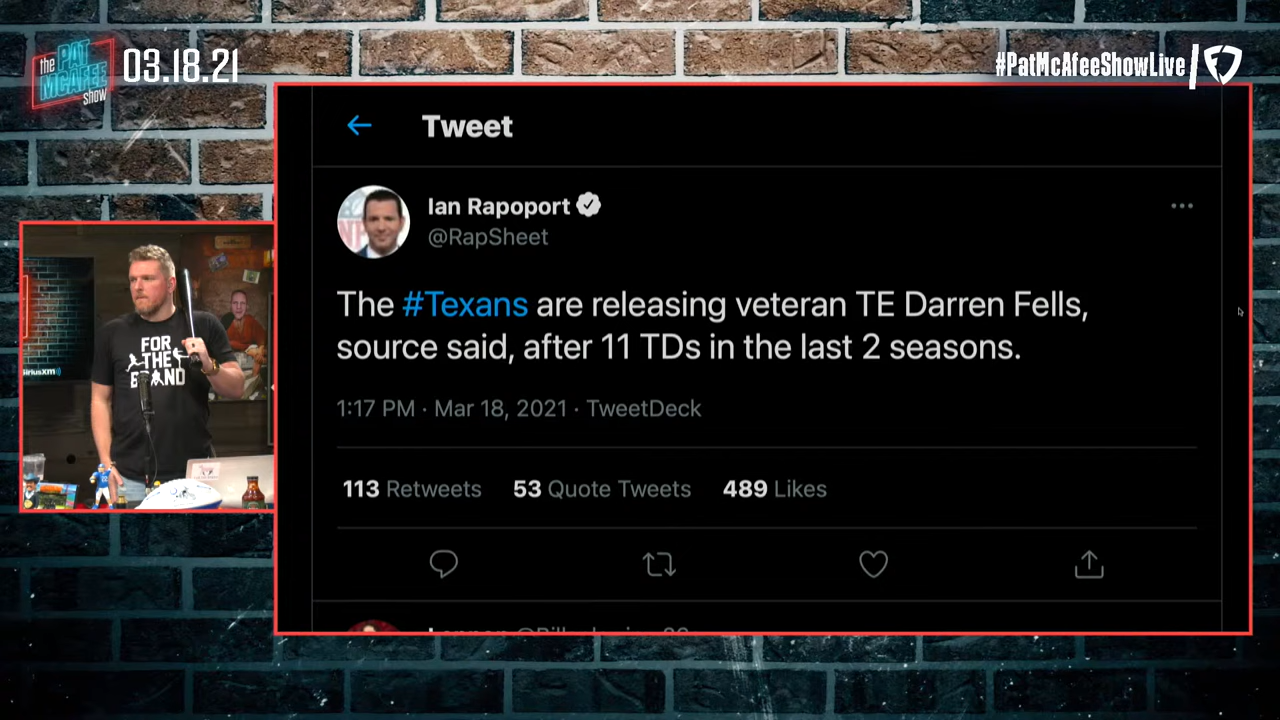 the
PAT
MCAFEE
show
03.18.21
#PatMcAfeeShowLive
Tweet
Ian Rapoport
@RapSheet
The #Texans are releasing veteran TE Darren Fells,
source said, after 11 TDs in the last 2 seasons.
1:17 PM · Mar 18, 2021 · TweetDeck
113 Retweets 53 Quote Tweets 489 Likes
FOR
THE
BRAND
siriusxm